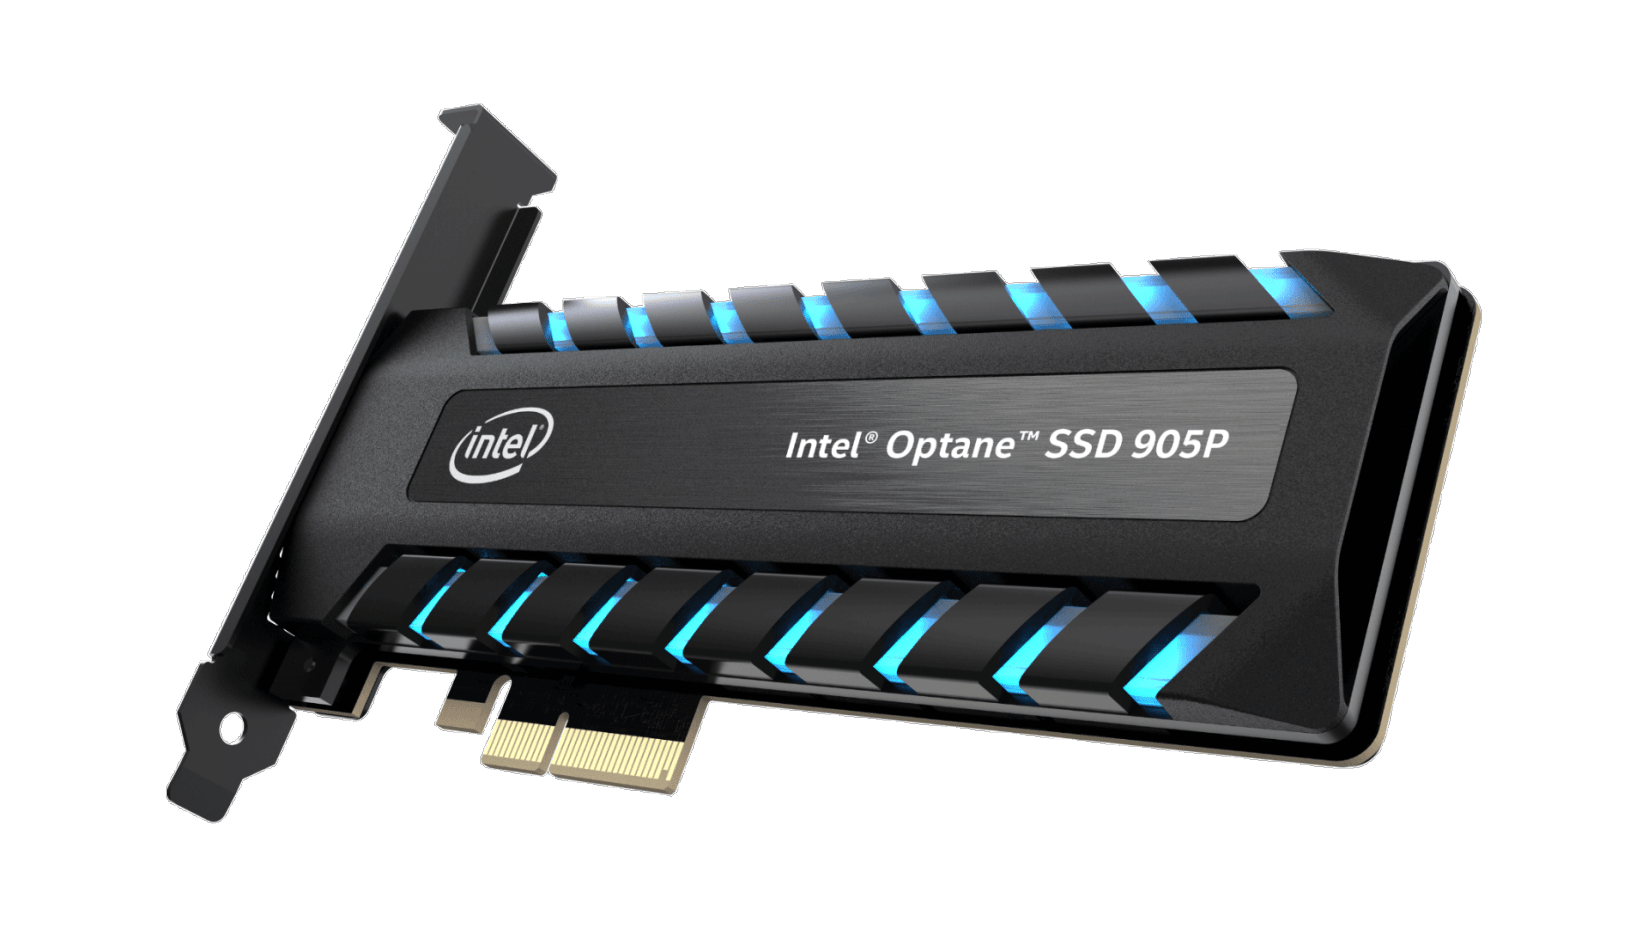 intel®
Intel® Optane™ SSD 905P